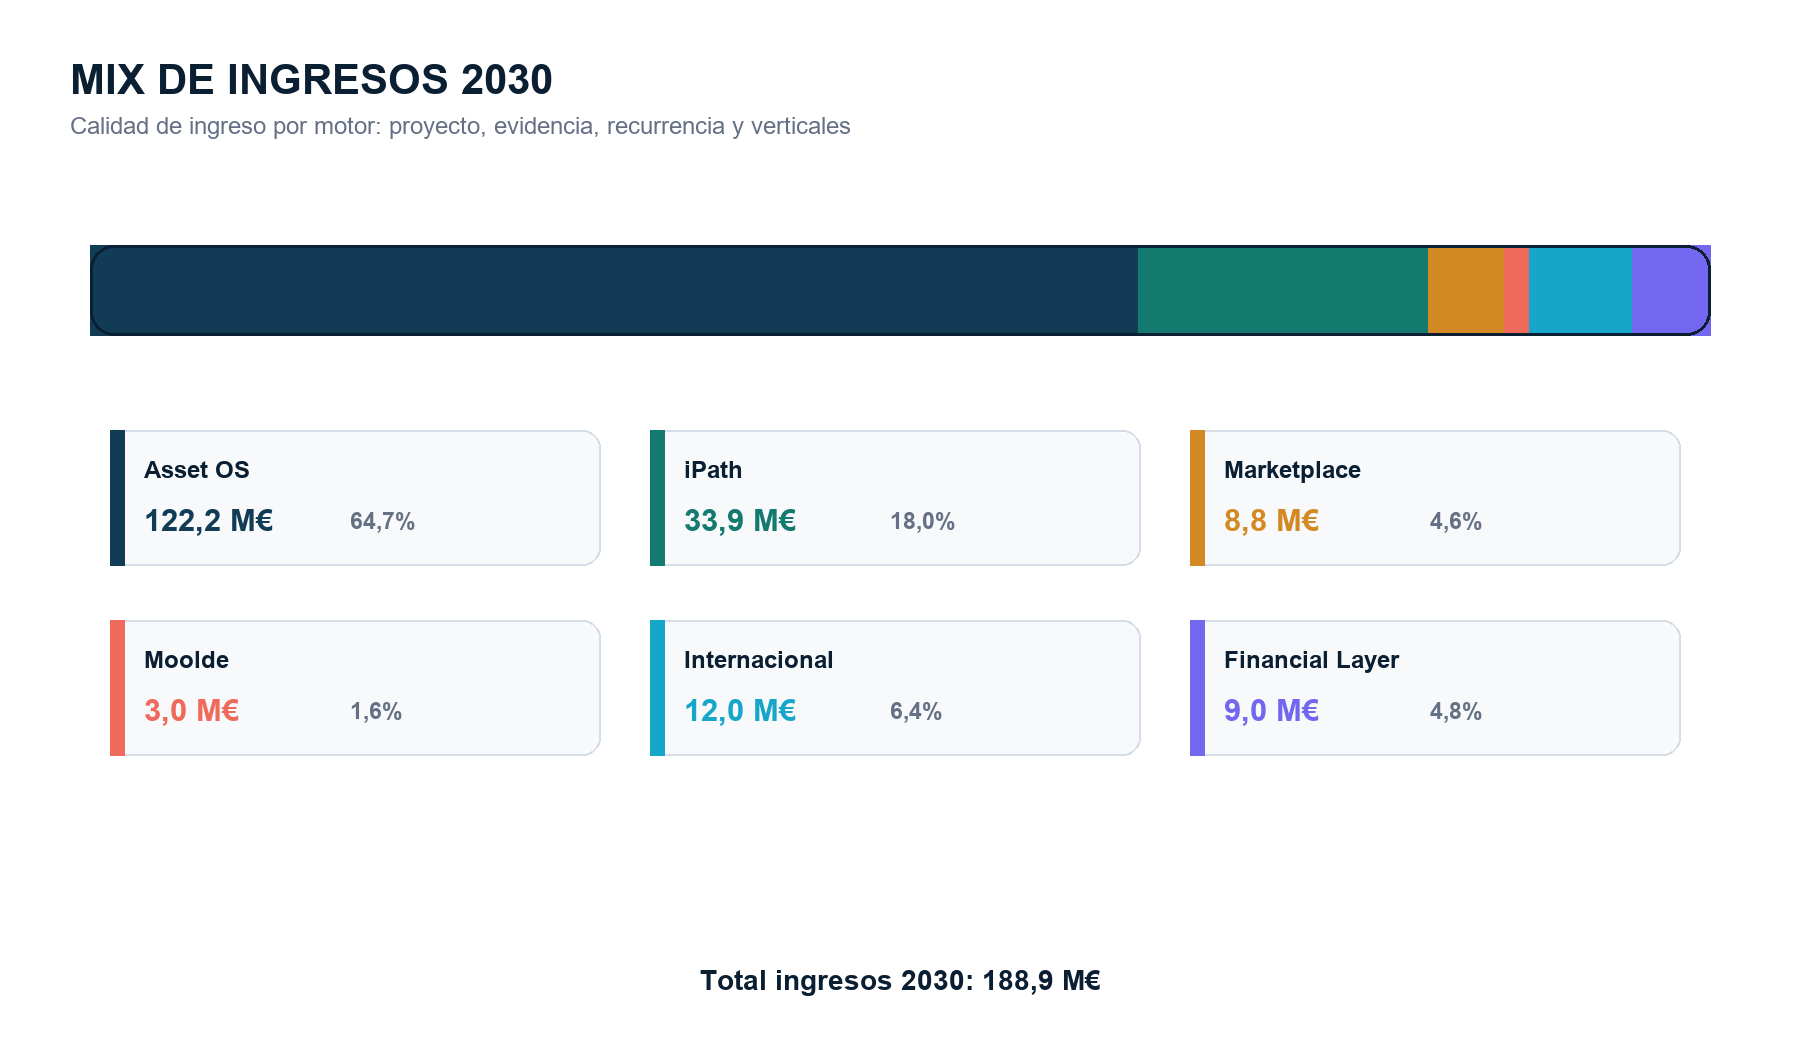 MIX DE INGRESOS 2030
Calidad de ingreso por motor: proyecto, evidencia, recurrencia y verticales
Asset OS
122,2 M€ 64,7%
iPath
33,9 M€ 18,0%
Marketplace
8,8 M€ 4,6%
Moolde
3,0 M€ 1,6%
Internacional
12,0 M€ 6,4%
Financial Layer
9,0 M€ 4,8%
Total ingresos 2030: 188,9 M€